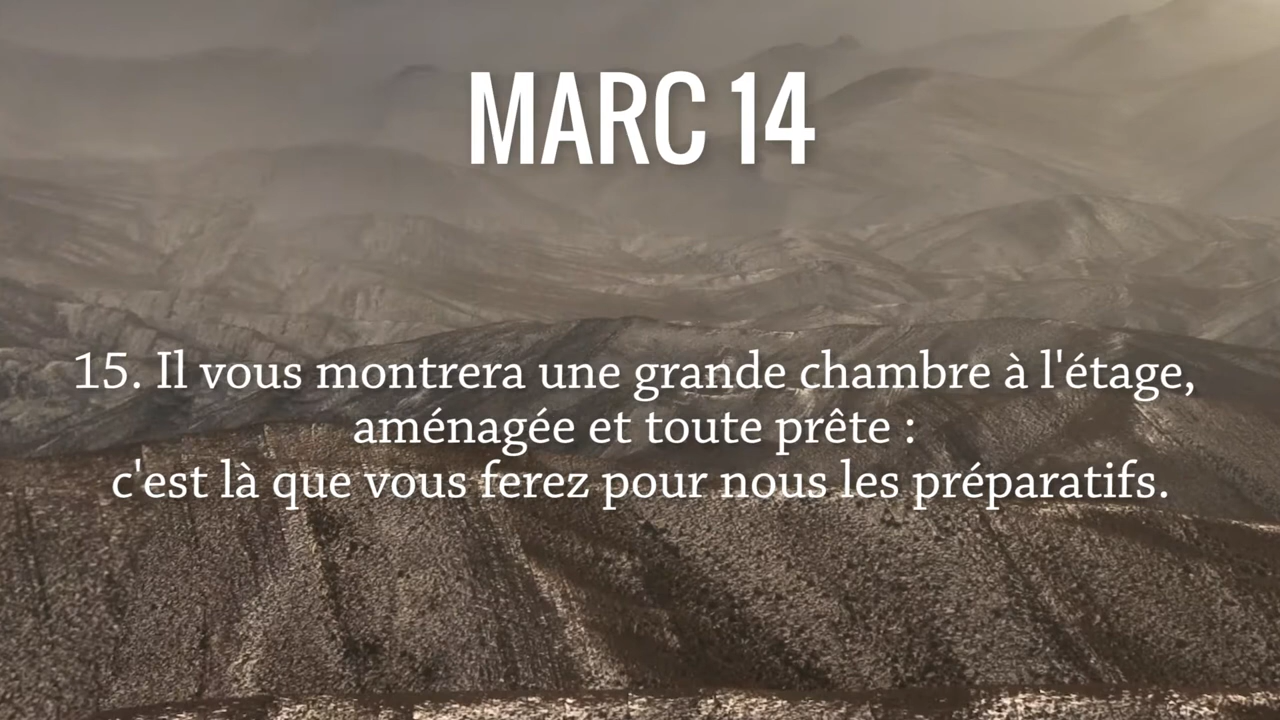 MARC 14
15. Il vous montrera une grande chambre à l'étage,
aménagée et toute prête :
c'est là que vous ferez pour nous les préparatifs.